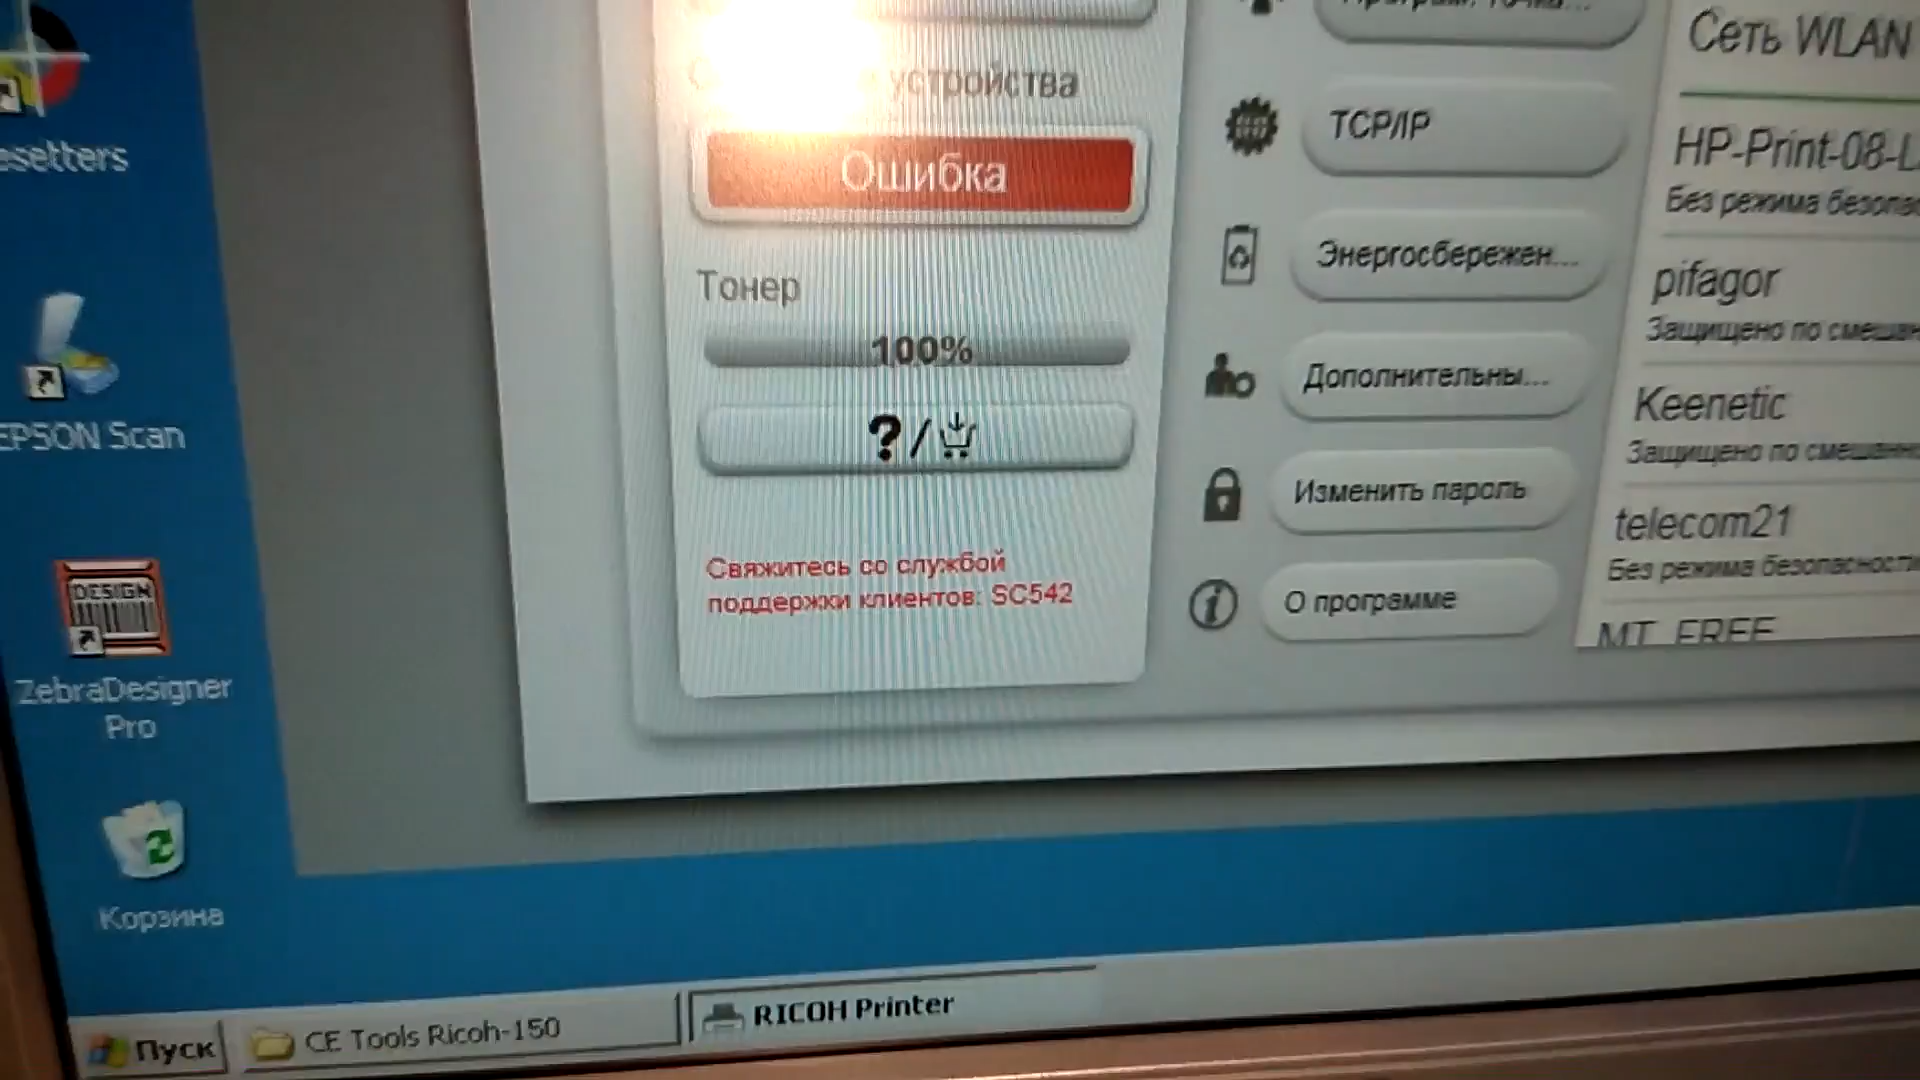 esetters
EPSON Scan
DESIGN
ZebraDesigner
Pro
Корзина
устройства
Ошибка
Тонер
100%
?/
Свяжитесь со службой
поддержки клиентов: SC542
TCP/IP
Энергосбережен...
Дополнительны...
Изменить пароль
О программе
Сеть WLAN
HP-Print-08-L
Без режима безопас
pifagor
Защищено по смешан
Keenetic
Защищено по смешанно
telecom21
Без режима безопасности
MT_FREE
Пуск
CE Tools Ricoh-150
RICOH Printer